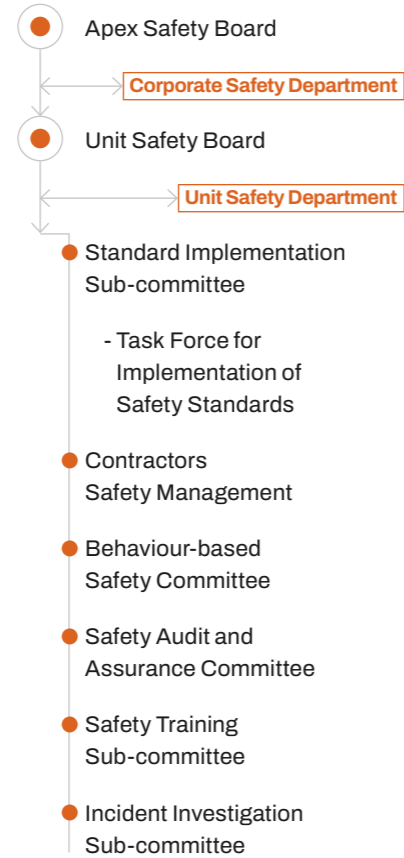 Apex Safety Board
Corporate Safety Department
Unit Safety Board
Unit Safety Department
Standard Implementation
Sub-committee
- Task Force for
Implementation of
Safety Standards
Contractors
Safety Management
Behaviour-based
Safety Committee
Safety Audit and
Assurance Committee
Safety Training
Sub-committee
Incident Investigation
Sub-committee